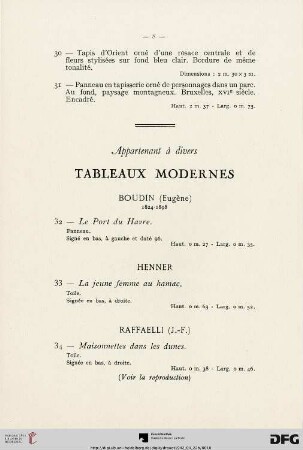 — 8 —
30 — Tapis d'Orient orné d'une rosace centrale et de
fleurs stylisées sur fond bleu clair. Bordure de même
tonalité.
Dimensions : 2 m. 30 × 3 m.
31 — Panneau en tapisserie orné de personnages dans un parc.
Au fond, paysage montagneux. Bruxelles, XVIe siècle.
Encadré.
Haut. 2 m. 37 - Larg. 0 m. 75.
Appartenant à divers
TABLEAUX MODERNES
BOUDIN (Eugène)
1824-1898
32 — Le Port du Havre.
Panneau.
Signé en bas, à gauche et daté 96.
Haut. 0 m. 27 - Larg. 0 m. 35.
HENNER
33 — La jeune femme au hamac.
Toile.
Signée en bas, à droite.
Haut. 0 m. 63 - Larg. 0 m. 52.
RAFFAELLI (J.-F.)
34 — Maisonnettes dans les dunes.
Toile.
Signée en bas, à droite.
Haut. 0 m. 38 - Larg. 0 m. 46.
(Voir la reproduction)
DFG